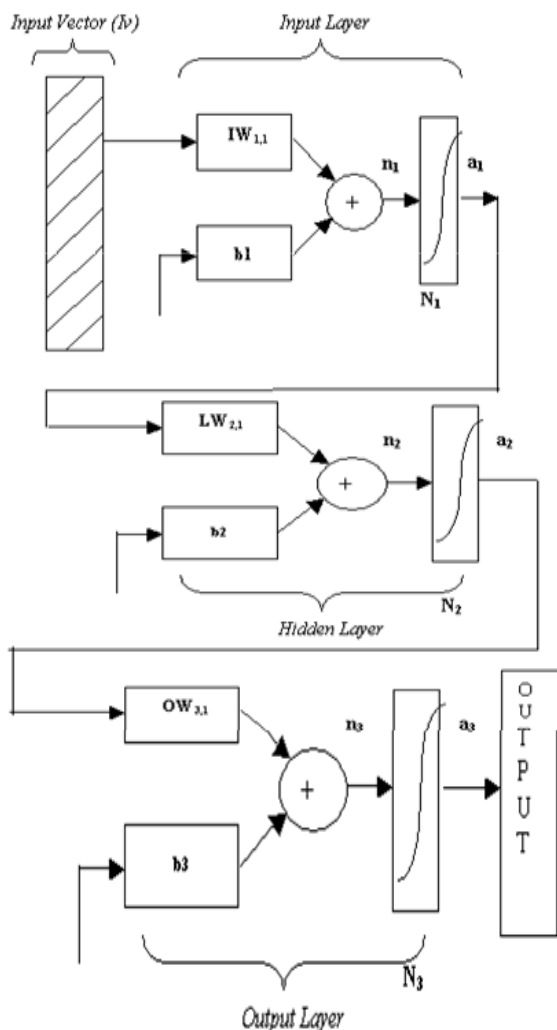 Input Vector (Iv)
Input Layer
IW1,1
n1
a1
+
b1
N1
LW2,1
n2
a2
+
b2
N2
Hidden Layer
OW3,1
n3
a3
+
b3
N3
OUTPUT
Output Layer